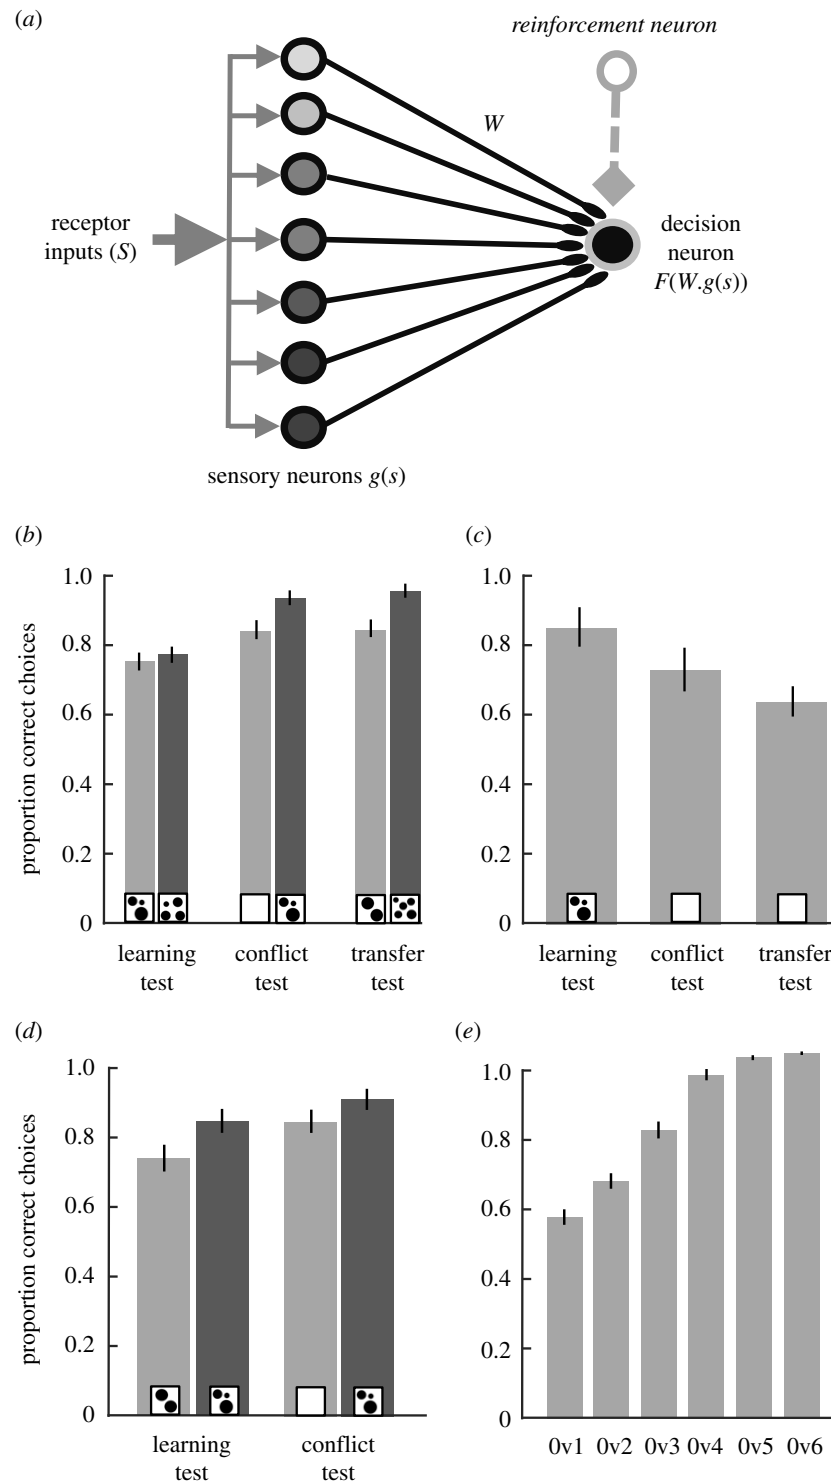 (a)
reinforcement neuron
W
receptor
inputs (S)
decision
neuron
F(W.g(s))
sensory neurons g(s)
(b)
proportion correct choices
1.0
0.8
0.6
0.4
0.2
0
learning
test
conflict
test
transfer
test
(c)
1.0
0.8
0.6
0.4
0.2
0
learning
test
conflict
test
transfer
test
(d)
proportion correct choices
1.0
0.8
0.6
0.4
0.2
0
learning
test
conflict
test
(e)
1.0
0.8
0.6
0.4
0.2
0
0v1 0v2 0v3 0v4 0v5 0v6